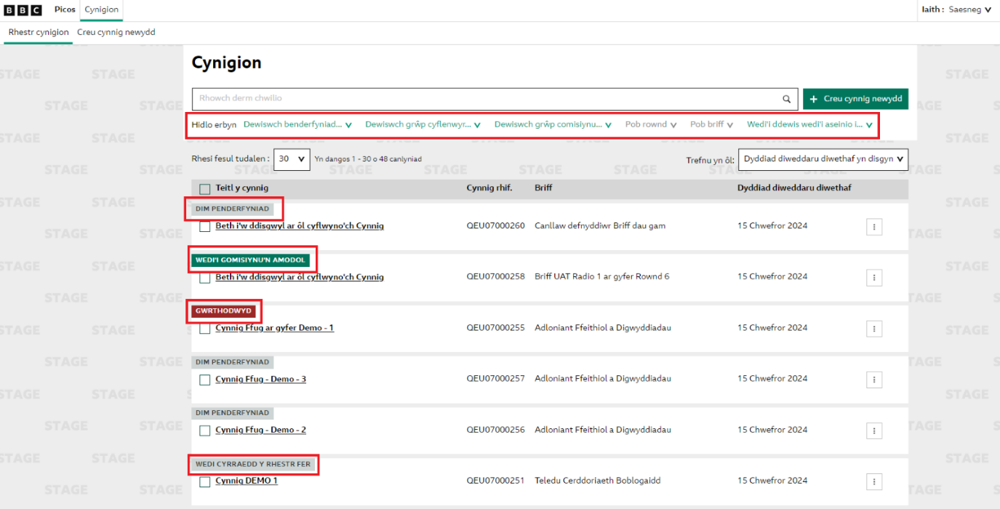 BBC Picos Cynigion Iaith : Saesneg
Rhestr cynigion Creu cynnig newydd
Cynigion
Rhowch derm chwilio + Creu cynnig newydd
Hidlo erbyn Dewiswch benderfyniad... Dewiswch grŵp cyflenwyr... Dewiswch grŵp comisiynu... Pob rownd Pob briff Wedi'i ddewis wedi'i aseinio i...
Rhesi fesul tudalen : 30 Yn dangos 1 - 30 o 48 canlyniad Trefnu yn ôl: Dyddiad diweddaru diwethaf yn disgyn
Teitl y cynnig Cynnig rhif. Briff Dyddiad diweddaru diwethaf
DIM PENDERFYNIAD
Beth i'w ddisgwyl ar ôl cyflwyno'ch Cynnig QEU07000260 Canllaw defnyddiwr Briff dau gam 15 Chwefror 2024
WEDI'I GOMISIYNU'N AMODOL
Beth i'w ddisgwyl ar ôl cyflwyno'ch Cynnig QEU07000258 Briff UAT Radio 1 ar gyfer Rownd 6 15 Chwefror 2024
GWRTHODWYD
Cynnig Ffug ar gyfer Demo - 1 QEU07000255 Adloniant Ffeithiol a Digwyddiadau 15 Chwefror 2024
DIM PENDERFYNIAD
Cynnig Ffug - Demo - 3 QEU07000257 Adloniant Ffeithiol a Digwyddiadau 15 Chwefror 2024
DIM PENDERFYNIAD
Cynnig Ffug - Demo - 2 QEU07000256 Adloniant Ffeithiol a Digwyddiadau 15 Chwefror 2024
WEDI CYRRAEDD Y RHESTR FER
Cynnig DEMO 1 QEU07000251 Teledu Cerddoriaeth Boblogaidd 15 Chwefror 2024